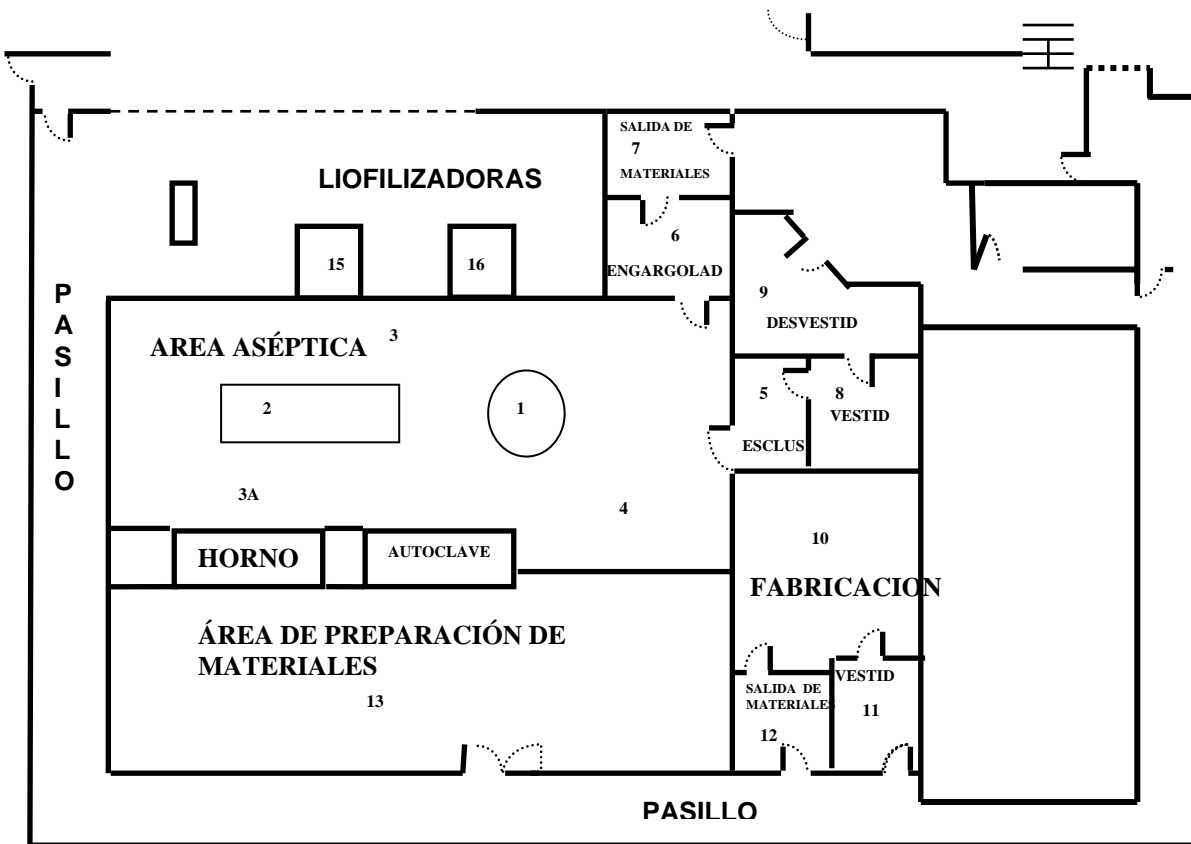 SALIDA DE
7
MATERIALES
LIOFILIZADORAS
6
ENGARGOLAD
15
16
9
DESVESTID
PASILLO
3
AREA ASÉPTICA
2
1
5
8
VESTID
ESCLUS
3A
4
HORNO
AUTOCLAVE
10
FABRICACION
ÁREA DE PREPARACIÓN DE
MATERIALES
13
VESTID
SALIDA DE
MATERIALES
11
12
PASILLO